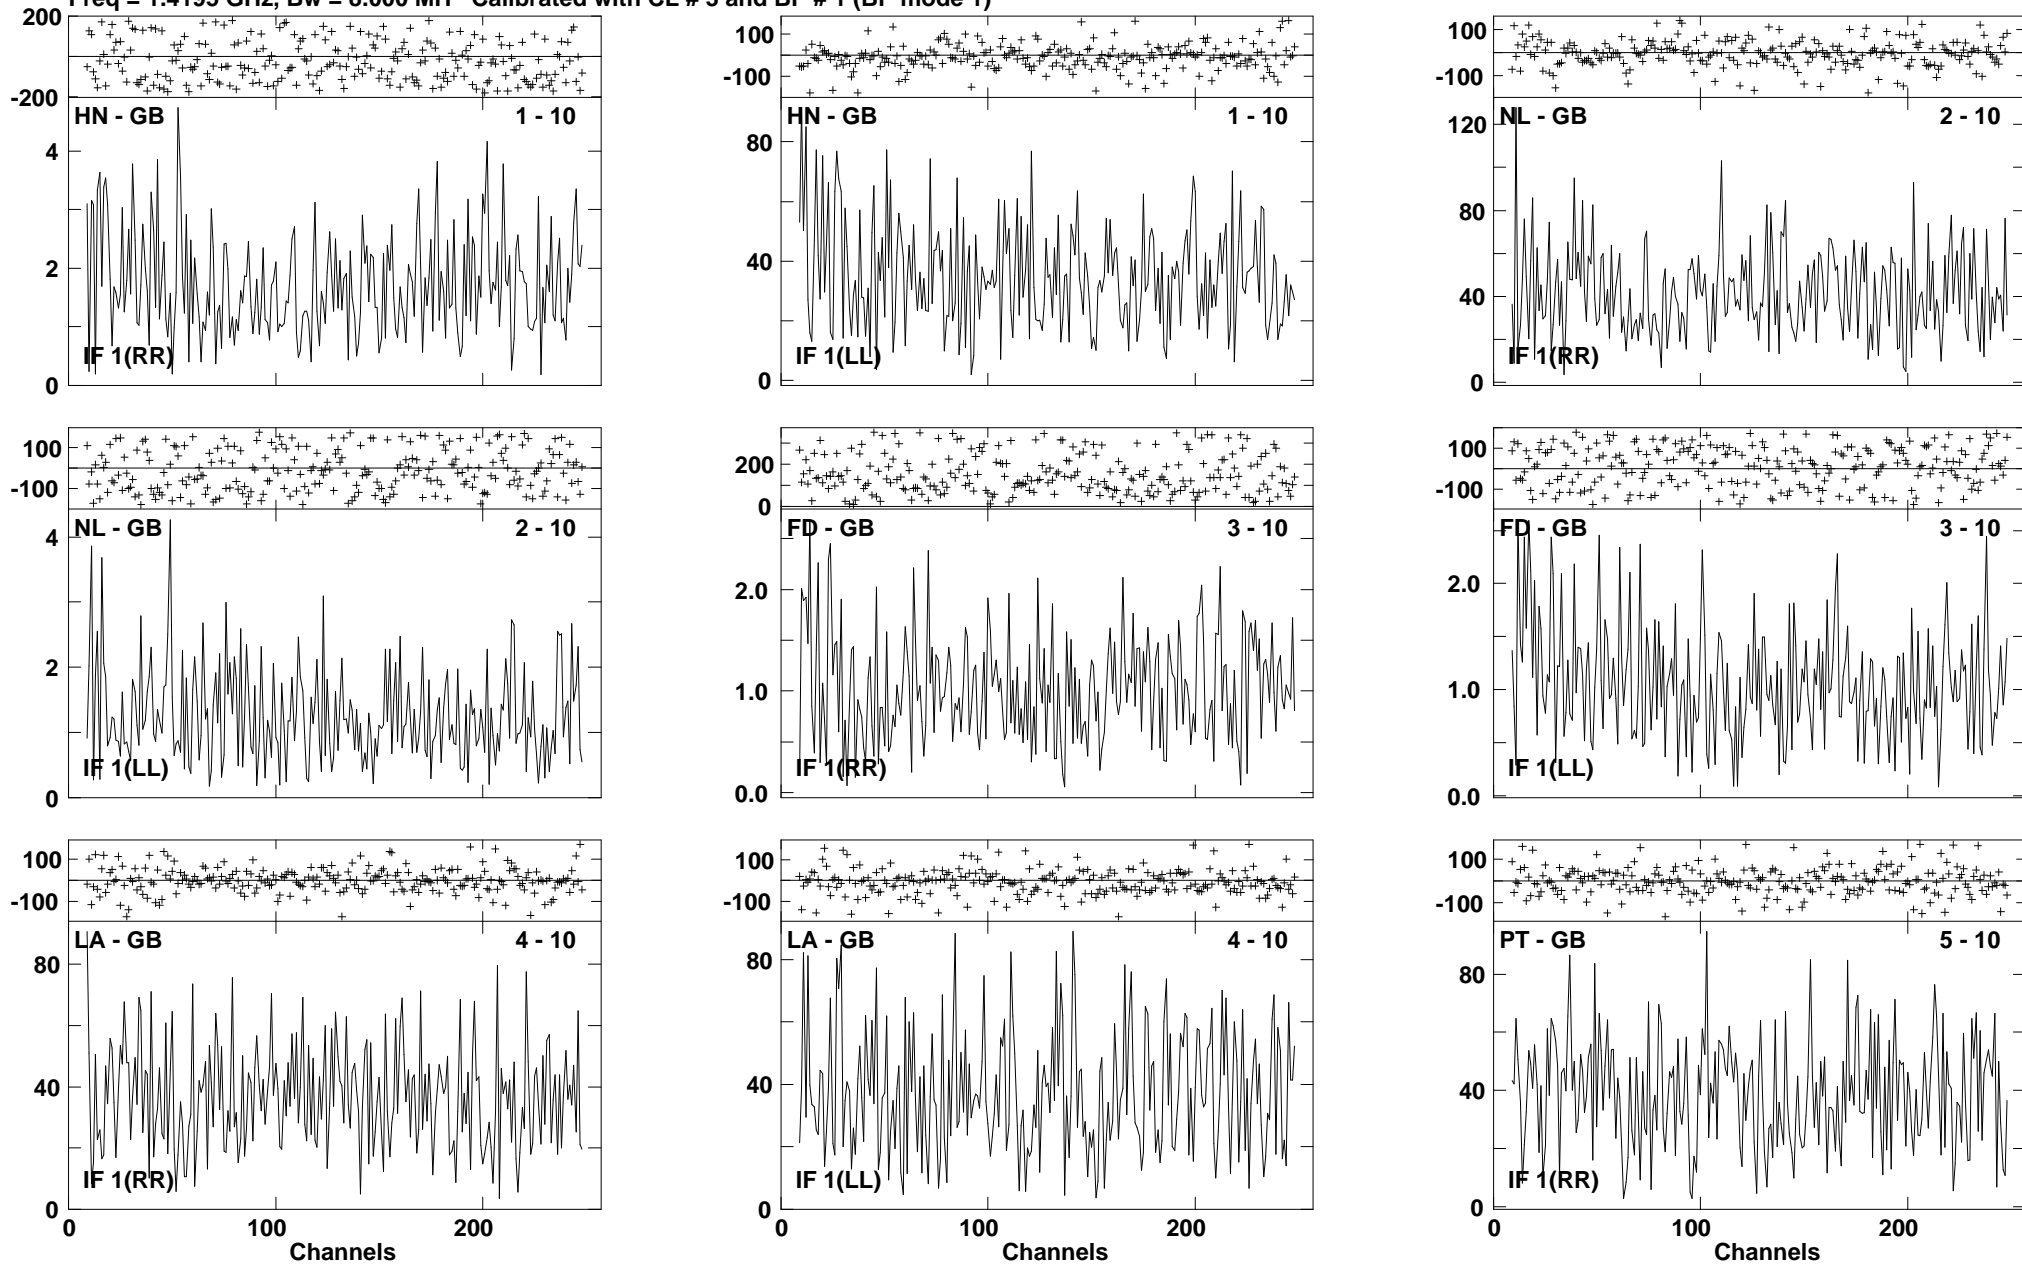 Freq = 1.4195 GHz, Bw = 8.000 MH Calibrated with CL # 3 and BP # 1 (BP mode 1)
200
-200
HN - GB 1 - 10
4
2
0
IF 1(RR)
100
-100
HN - GB 1 - 10
80
40
0
IF 1(LL)
100
-100
NL - GB 2 - 10
120
80
40
0
IF 1(RR)
100
-100
NL - GB 2 - 10
4
2
0
IF 1(LL)
200
0
FD - GB 3 - 10
2.0
1.0
0.0
IF 1(RR)
100
-100
FD - GB 3 - 10
2.0
1.0
0.0
IF 1(LL)
100
-100
LA - GB 4 - 10
80
40
0
IF 1(RR)
0 100 200
Channels
100
-100
LA - GB 4 - 10
80
40
0
IF 1(LL)
0 100 200
Channels
100
-100
PT - GB 5 - 10
80
40
0
IF 1(RR)
0 100 200
Channels